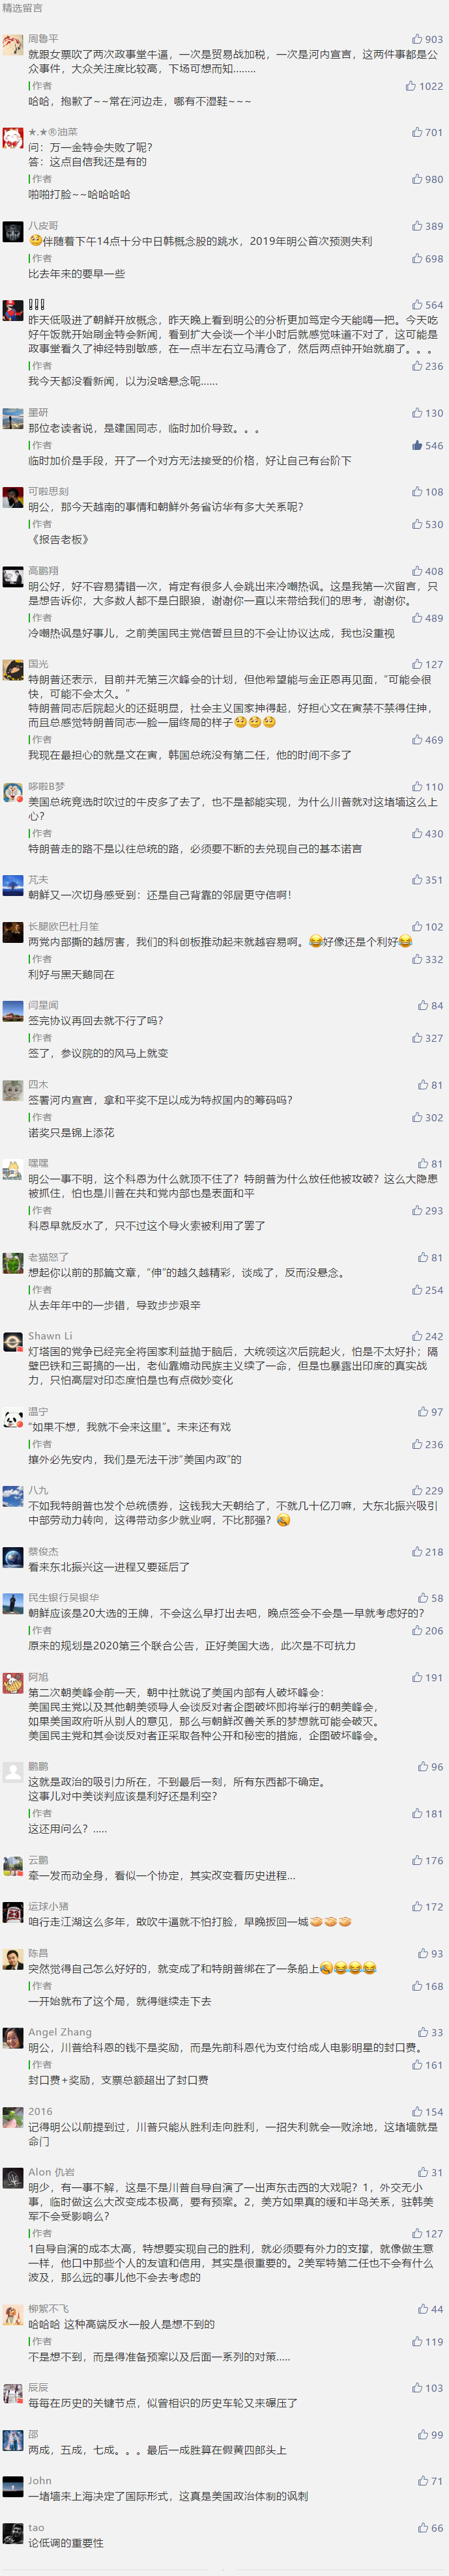 精选留言
周鲁平
903
就跟女票吹了两次政事堂牛逼，一次是贸易战加税，一次是河内宣言，这两件事都是公
众事件，大众关注度比较高，下场可想而知........
作者
1022
哈哈，抱歉了~~常在河边走，哪有不湿鞋~~~
★.★®油菜
701
问：万一金特会失败了呢？
答：这点自信我还是有的
作者
980
啪啪打脸~~哈哈哈哈
八皮哥
389
伴随着下午14点十分中日韩概念股的跳水，2019年明公首次预测失利
作者
698
比去年来的要早一些
564
昨天低吸进了朝鲜开放概念，昨天晚上看到明公的分析更加笃定今天能嗨一把。今天吃
好午饭就开始刷金特会新闻，看到扩大会谈一个半小时后就感觉味道不对了，这可能是
政事堂看久了神经特别敏感，在一点半左右立马清仓了，然后两点钟开始就崩了。。。
作者
236
我今天都没看新闻，以为没啥悬念呢......
130
那位老读者说，是建国同志，临时加价导致。。。
作者
546
临时加价是手段，开了一个对方无法接受的价格，好让自己有台阶下
可啦思刻
108
明公，那今天越南的事情和朝鲜外务省访华有多大关系呢？
作者
530
《报告老板》
高鹏翔
408
明公好，好不容易猜错一次，肯定有很多人会跳出来冷嘲热讽。这是我第一次留言，只
是想告诉你，大多数人都不是白眼狼，谢谢你一直以来带给我们的思考，谢谢你。
作者
489
冷嘲热讽是好事儿，之前美国民主党信誓旦旦的不会让协议达成，我也没重视
国光
127
特朗普还表示，目前并无第三次峰会的计划，但他希望能与金正恩再见面，“可能会很
快，可能不会太久。”
特朗普同志后院起火的还挺明显，社会主义国家抻得起，好担心文在寅禁不禁得住抻，
而且总感觉特朗普同志一脸一届终局的样子
作者
469
我现在最担心的就是文在寅，韩国总统没有第二任，他的时间不多了
哆啦B梦
110
美国总统竞选时吹过的牛皮多了去了，也不是都能实现，为什么川普就对这堵墙这么上
心？
作者
430
特朗普走的路不是以往总统的路，必须要不断的去兑现自己的基本诺言
芃夫
351
朝鲜又一次切身感受到：还是自己背靠的邻居更守信啊！
长腿欧巴杜月笙
102
两党内部撕的越厉害，我们的科创板推动起来就越容易啊。😂好像还是个利好😂
作者
332
利好与黑天鹅同在
闫星闻
84
签完协议再回去就不行了吗？
作者
327
签了，参议院的的风马上就变
四木
81
签署河内宣言，拿和平奖不足以成为特叔国内的筹码吗？
作者
302
诺奖只是锦上添花
嘿嘿
81
明公一事不明，这个科恩为什么就顶不住了？特朗普为什么放任他被攻破？这么大隐患
被抓住，怕也是川普在共和党内部也是表面和平
作者
293
科恩早就反水了，只不过这个导火索被利用了罢了
老猫怒了
81
想起你以前的那篇文章，“伸”的越久越精彩，谈成了，反而没悬念。
作者
254
从去年年中的一步错，导致步步艰辛
Shawn Li
242
灯塔国的党争已经完全将国家利益抛于脑后，大统领这次后院起火，怕是不太好扑；隔
壁巴铁和三哥搞的一出，老仙靠煽动民族主义续了一命，但是也暴露出印度的真实战
力，只怕高层对印态度怕是也有点微妙变化
温宁
97
“如果不想，我就不会来这里”。未来还有戏
作者
236
攘外必先安内，我们是无法干涉“美国内政”的
八九
229
不如我特朗普也发个总统债券，这钱我大天朝给了，不就几十亿刀嘛，大东北振兴吸引
中部劳动力转向，这得带动多少就业啊，不比那强？
蔡俊杰
218
看来东北振兴这一进程又要延后了
民生银行吴银华
58
朝鲜应该是20大选的王牌，不会这么早打出去吧，晚点签会不会是一早就考虑好的？
作者
206
原来的规划是2020第三个联合公告，正好美国大选，此次是不可抗力
阿旭
191
第二次朝美峰会前一天，朝中社就说了美国内部有人破坏峰会：
美国民主党以及其他朝美领导人会谈反对者企图破坏即将举行的朝美峰会，
如果美国政府听从别人的意见，那么与朝鲜改善关系的梦想就可能会破灭。
美国民主党和其会谈反对者正采取各种公开和秘密的措施，企图破坏峰会。
鹏鹏
96
这就是政治的吸引力所在，不到最后一刻，所有东西都不确定。
这事儿对中美谈判应该是利好还是利空？
作者
181
这还用问么？.....
云鹏
176
牵一发而动全身，看似一个协定，其实改变着历史进程...
运球小猪
172
咱行走江湖这么多年，敢吹牛逼就不怕打脸，早晚扳回一城
陈昌
93
突然觉得自己怎么好好的，就变成了和特朗普绑在了一条船上😂😂😂
作者
168
一开始就布了这个局，就得继续走下去
Angel Zhang
33
明公，川普给科恩的钱不是奖励，而是先前科恩代为支付给成人电影明星的封口费。
作者
161
封口费+奖励，支票总额超出了封口费
2016
154
记得明公以前提到过，川普只能从胜利走向胜利，一招失利就会一败涂地，这堵墙就是
命门
Alon 仇岩
31
明少，有一事不解，这是不是川普自导自演了一出声东击西的大戏呢？1，外交无小
事，临时做这么大改变成本极高，要有预案。2，美方如果真的缓和半岛关系，驻韩美
军不会受影响么？
作者
127
1自导自演的成本太高，特想要实现自己的胜利，就必须要有外力的支撑，就像做生意
一样，他口中那些个人的友谊和信用，其实是很重要的。2美军特第二任也不会有什么
波及，那么远的事儿他不会去考虑的
柳絮不飞
44
哈哈哈 这种高端反水一般人是想不到的
作者
119
不是想不到，而是得准备预案以及后面一系列的对策.....
辰辰
103
每每在历史的关键节点，似曾相识的历史车轮又来碾压了
邵
99
两成，五成，七成。。。最后一成胜算在假黄四郎头上
John
71
一堵墙来上海决定了国际形式，这真是美国政治体制的讽刺
tao
66
论低调的重要性